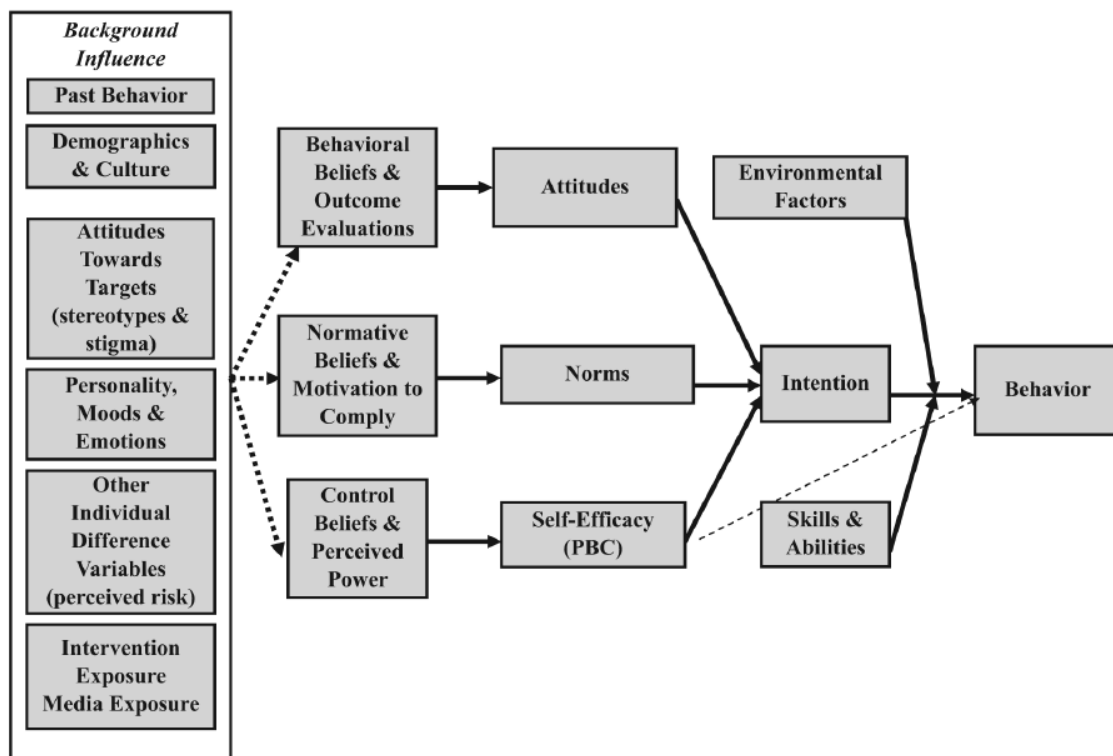 Background
Influence
Past Behavior
Demographics
& Culture
Attitudes
Towards
Targets
(stereotypes &
stigma)
Personality,
Moods &
Emotions
Other
Individual
Difference
Variables
(perceived risk)
Intervention
Exposure
Media Exposure
Behavioral
Beliefs &
Outcome
Evaluations
Normative
Beliefs &
Motivation to
Comply
Control
Beliefs &
Perceived
Power
Attitudes
Norms
Self-Efficacy
(PBC)
Environmental
Factors
Intention
Skills &
Abilities
Behavior